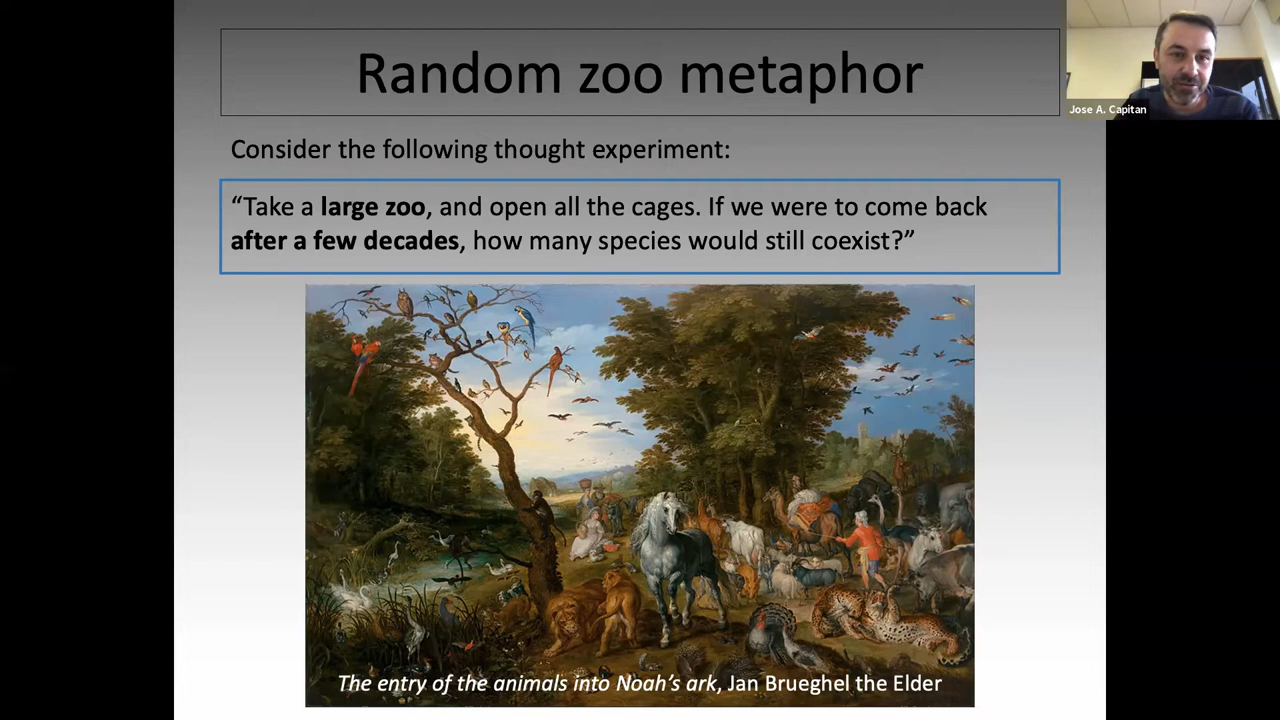 Random zoo metaphor
Jose A. Capitan
Consider the following thought experiment:
“Take a large zoo, and open all the cages. If we were to come back
after a few decades, how many species would still coexist?”
The entry of the animals into Noah’s ark, Jan Brueghel the Elder